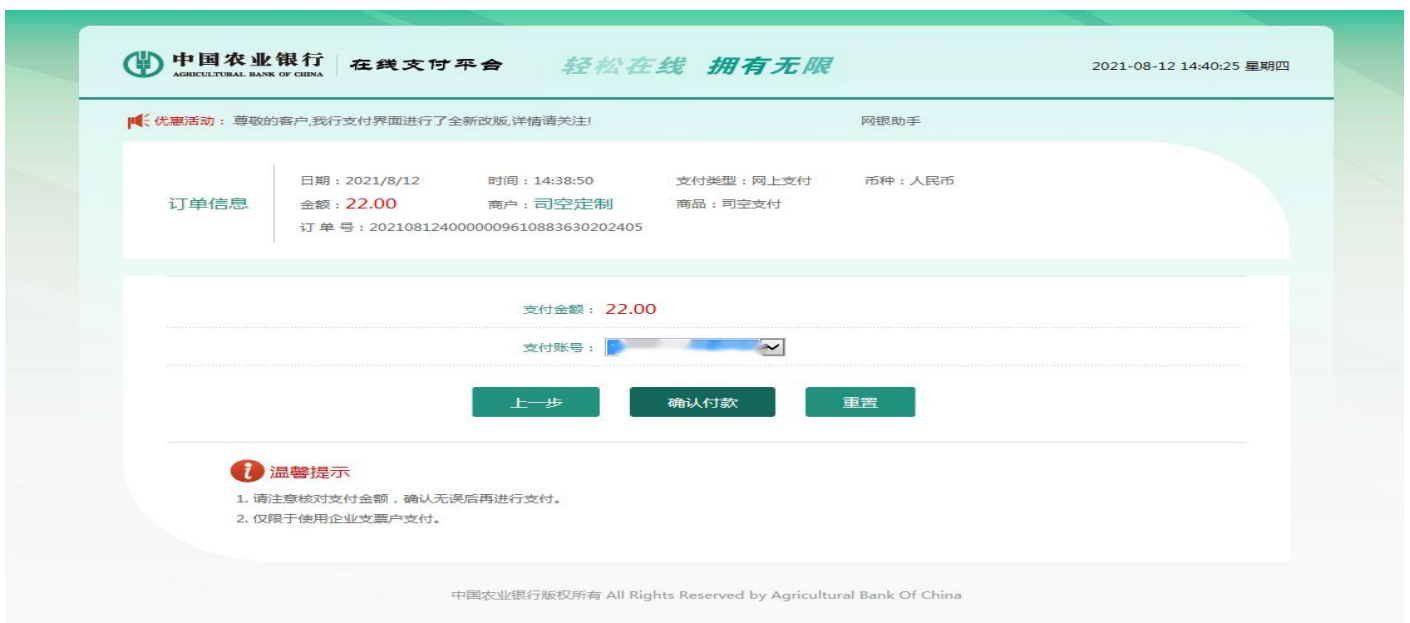 中国农业银行 在线支付平台 轻松在线 拥有无限 2021-08-12 14:40:25 星期四
AGRICULTURAL BANK OF CHINA
优惠活动：尊敬的客户,我行支付界面进行了全新改版,详情请关注! 网银助手
日期：2021/8/12 时间：14:38:50 支付类型：网上支付 币种：人民币
订单信息 金额：22.00 商户：司空定制 商品：司空支付
订 单 号：20210812400000009610883630202405
支付金额： 22.00
支付账号：
上一步 确认付款 重置
温馨提示
1. 请注意核对支付金额，确认无误后再进行支付。
2. 仅限于使用企业支票户支付。
中国农业银行版权所有 All Rights Reserved by Agricultural Bank Of China